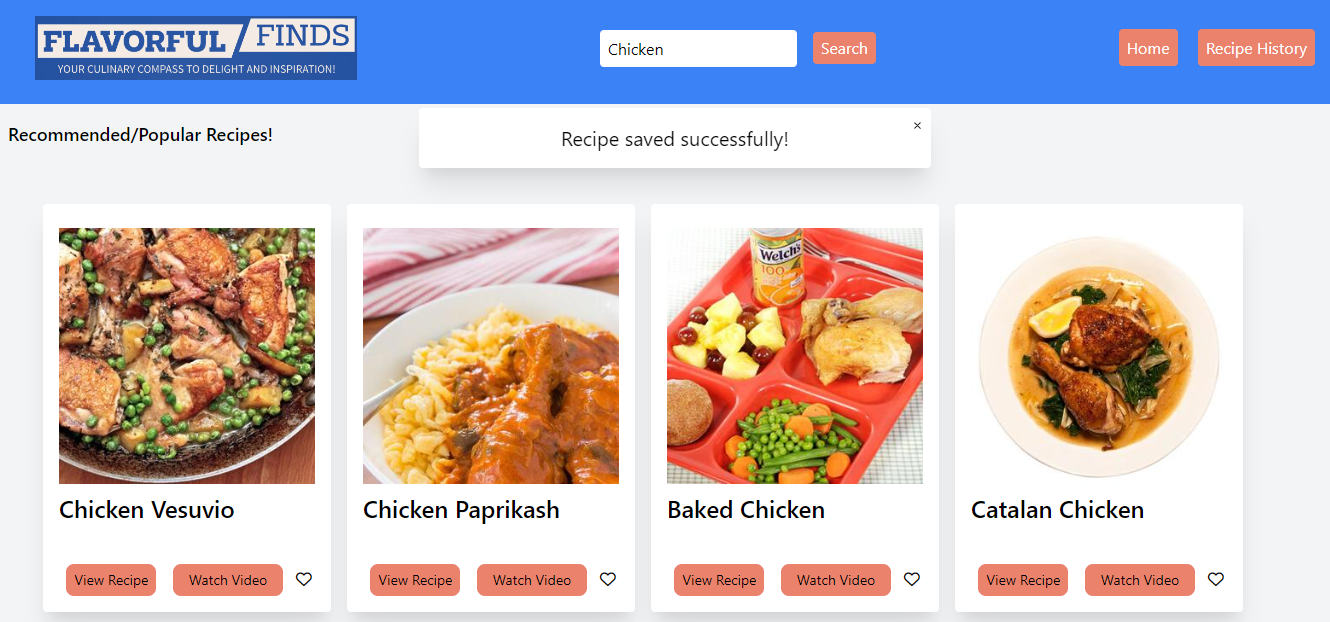 FLAVORFUL / FINDS
YOUR CULINARY COMPASS TO DELIGHT AND INSPIRATION!
Chicken
Search
Home
Recipe History
Recommended/Popular Recipes!
Recipe saved successfully!
×
Welch's
100%
Chicken Vesuvio
Chicken Paprikash
Baked Chicken
Catalan Chicken
View Recipe
Watch Video
View Recipe
Watch Video
View Recipe
Watch Video
View Recipe
Watch Video